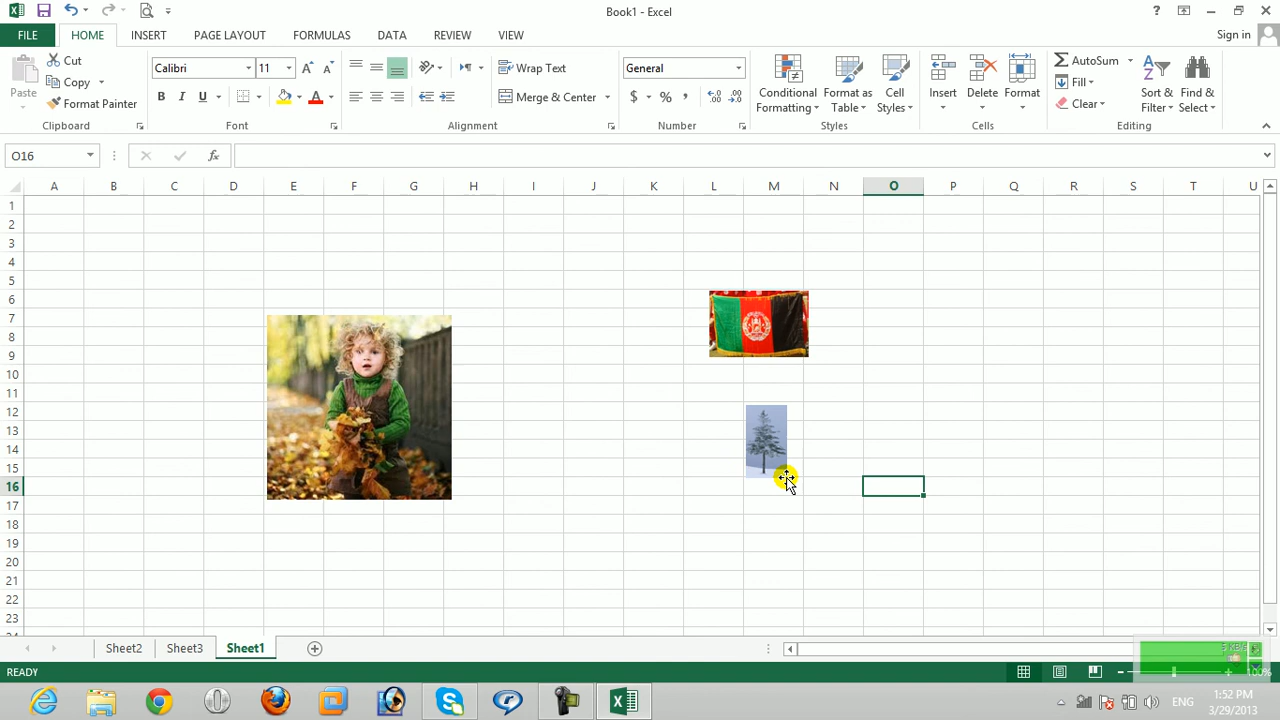 Book1 - Excel
?
FILE
HOME
INSERT
PAGE LAYOUT
FORMULAS
DATA
REVIEW
VIEW
Sign in
Paste
Cut
Copy
Format Painter
Clipboard
Calibri
11
B I U
A
Font
Wrap Text
Merge & Center
Alignment
General
$ % ,
Number
Conditional Formatting
Format as Table
Cell Styles
Styles
Insert
Delete
Format
Cells
AutoSum
Fill
Clear
Sort & Filter
Find & Select
Editing
O16
fx
A B C D E F G H I J K L M N O P Q R S T U
1
2
3
4
5
6
7
8
9
10
11
12
13
14
15
16
17
18
19
20
21
22
23
Sheet2
Sheet3
Sheet1
READY
100%
ENG
1:52 PM
3/29/2013